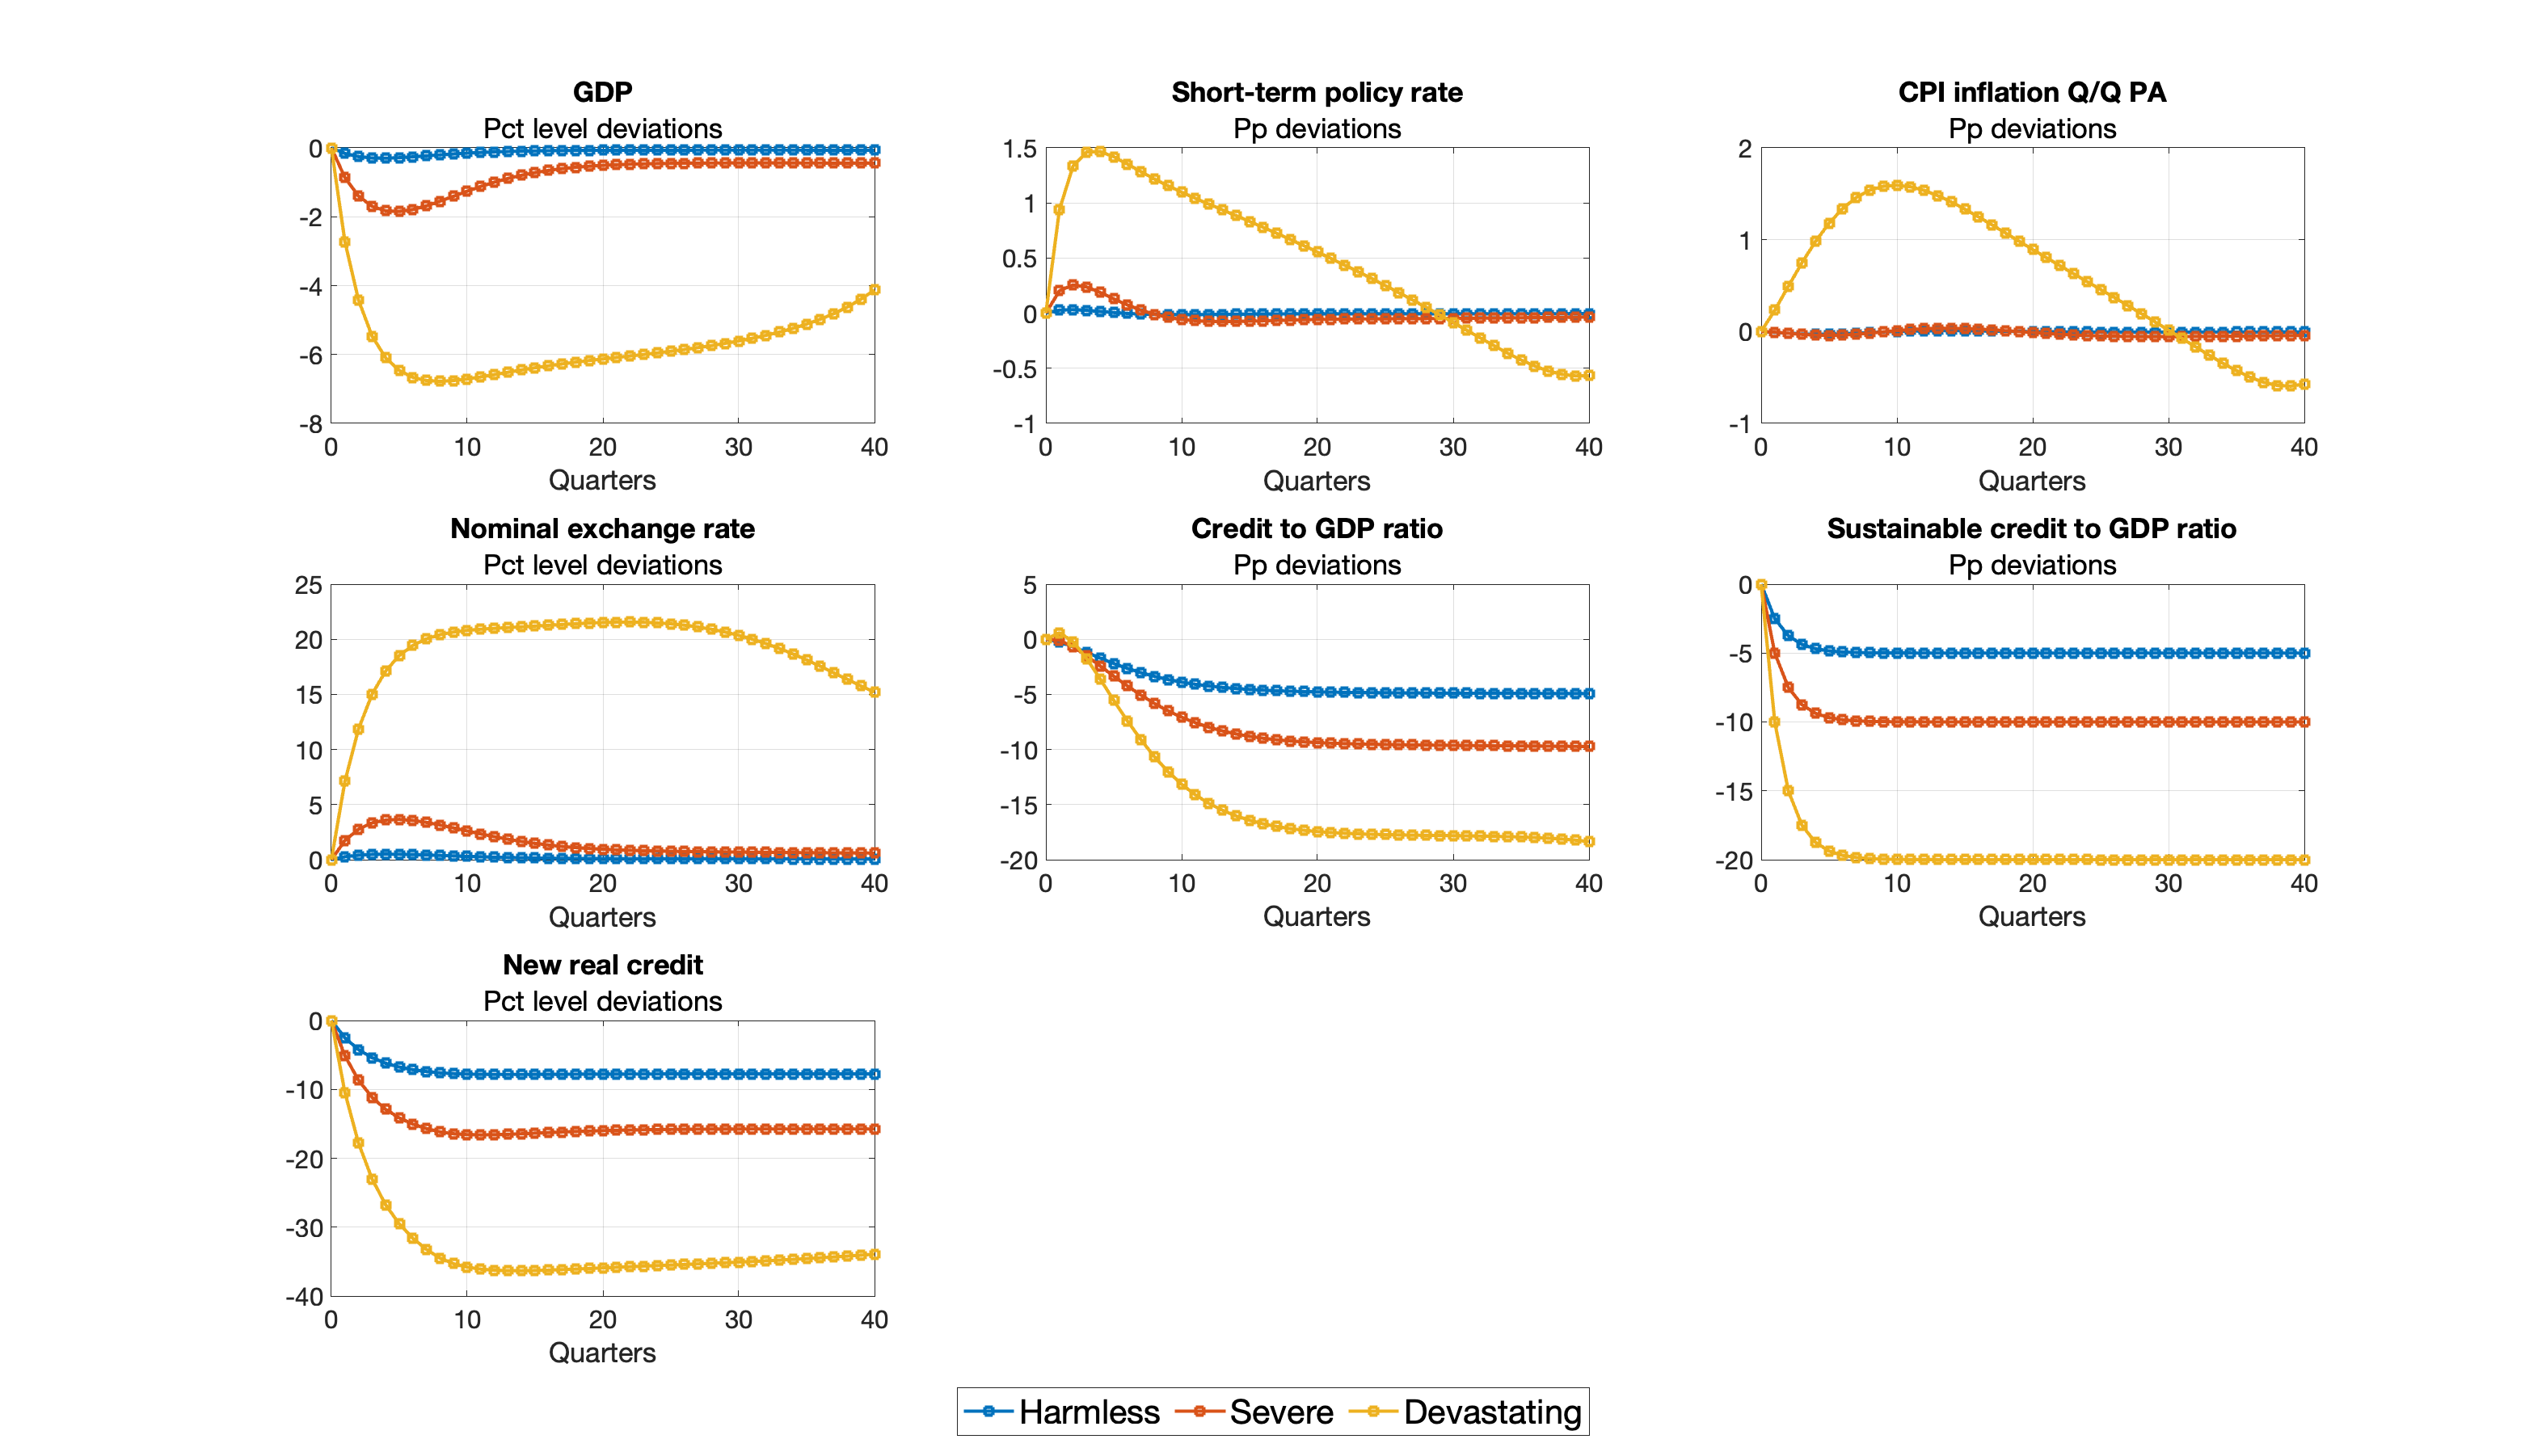 GDP
Pct level deviations
0
-2
-4
-6
-8
0 10 20 30 40
Quarters
Short-term policy rate
Pp deviations
1.5
1
0.5
0
-0.5
-1
0 10 20 30 40
Quarters
CPI inflation Q/Q PA
Pp deviations
2
1
0
-1
0 10 20 30 40
Quarters
Nominal exchange rate
Pct level deviations
25
20
15
10
5
0
0 10 20 30 40
Quarters
Credit to GDP ratio
Pp deviations
5
0
-5
-10
-15
-20
0 10 20 30 40
Quarters
Sustainable credit to GDP ratio
Pp deviations
0
-5
-10
-15
-20
0 10 20 30 40
Quarters
New real credit
Pct level deviations
0
-10
-20
-30
-40
0 10 20 30 40
Quarters
Harmless Severe Devastating